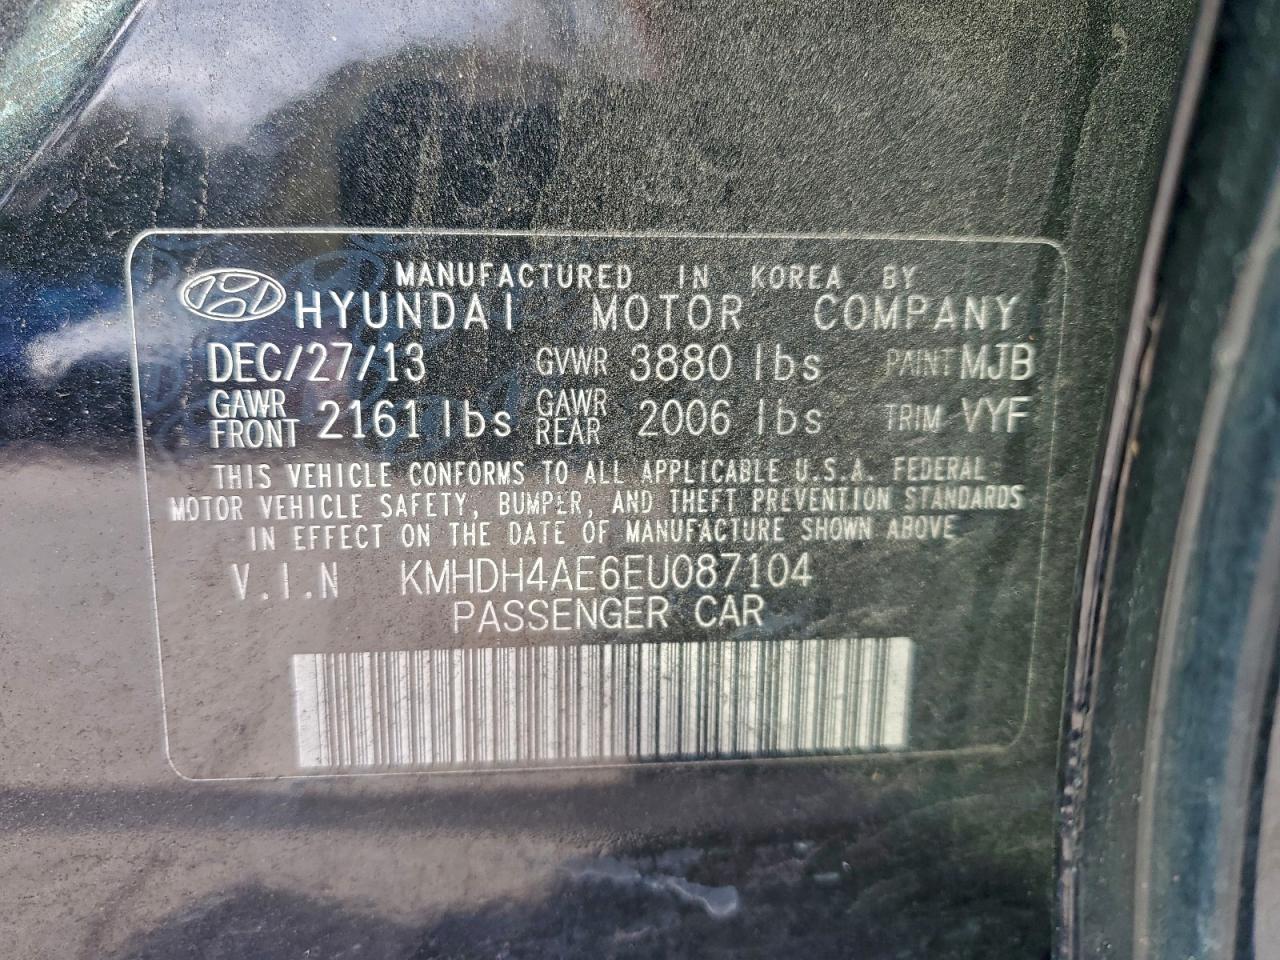 MANUFACTURED IN KOREA BY
HYUNDAI MOTOR COMPANY
DEC/27/13 GVWR 3880 lbs PAINT MJB
GAWR FRONT 2161 lbs GAWR REAR 2006 lbs TRIM VYF
THIS VEHICLE CONFORMS TO ALL APPLICABLE U.S.A. FEDERAL
MOTOR VEHICLE SAFETY, BUMPER, AND THEFT PREVENTION STANDARDS
IN EFFECT ON THE DATE OF MANUFACTURE SHOWN ABOVE
V.I.N KMHDH4AE6EU087104
PASSENGER CAR